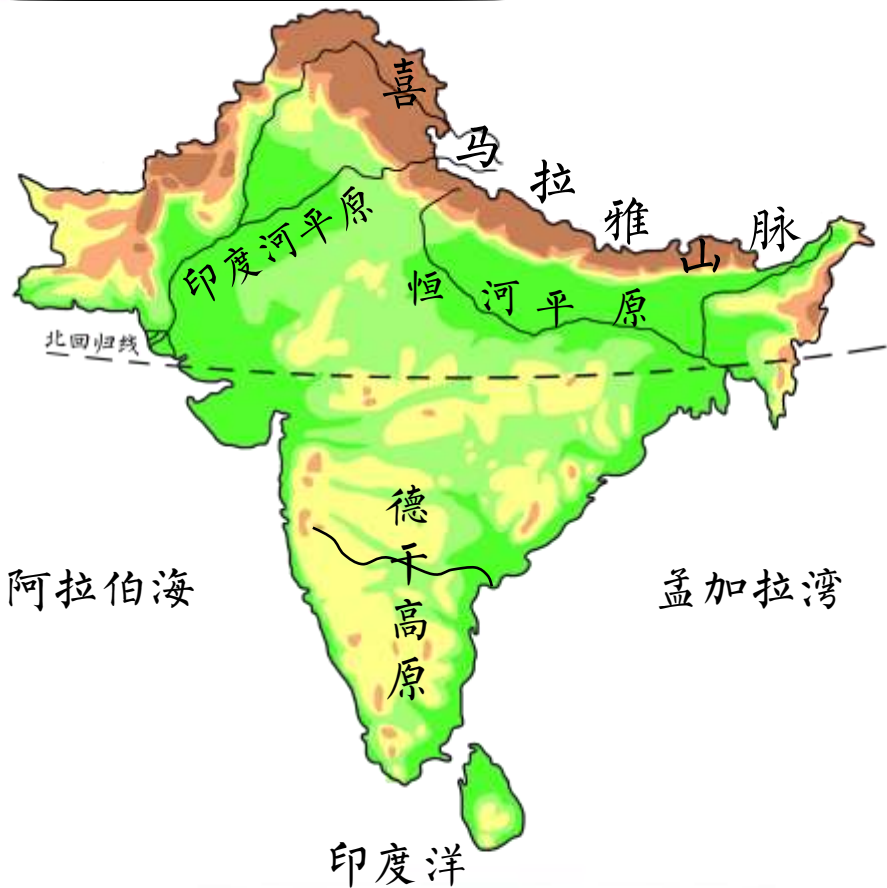 喜马拉雅山脉
印度河平原
恒河平原
北回归线
德干高原
阿拉伯海
孟加拉湾
印度洋